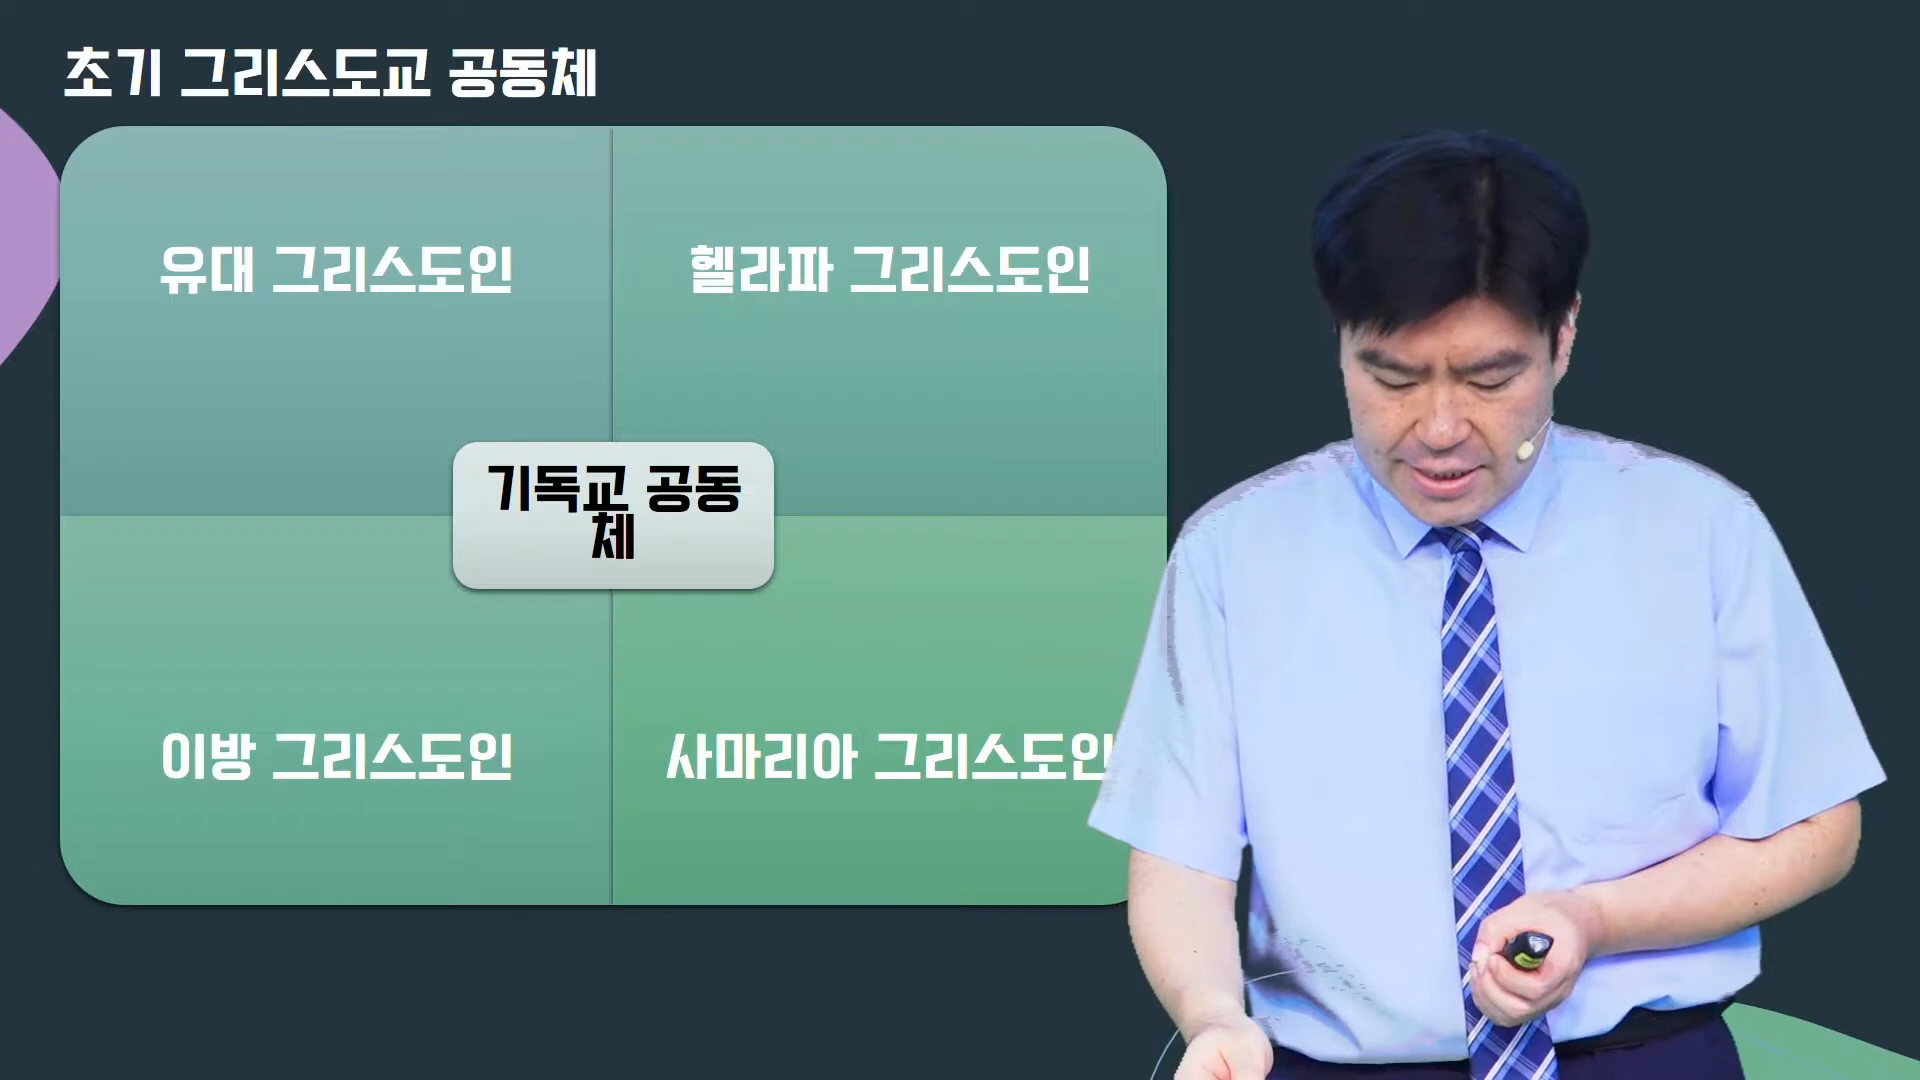 초기 그리스도교 공동체
유대 그리스도인
헬라파 그리스도인
기독교 공동
체
이방 그리스도인
사마리아 그리스도인